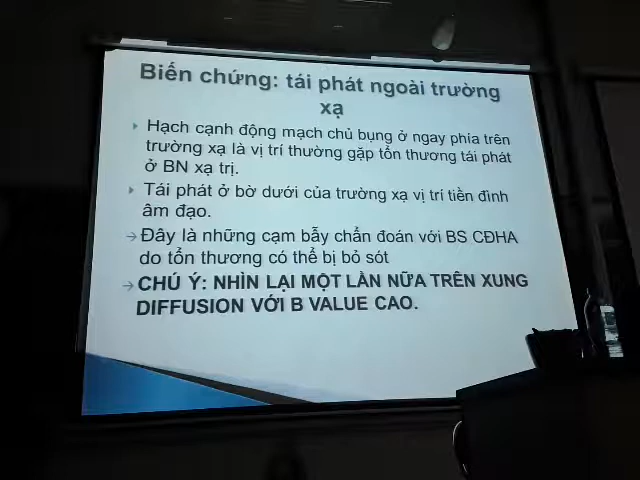 Biến chứng: tái phát ngoài trường
xạ
Hạch cạnh động mạch chủ bụng ở ngay phía trên
trường xạ là vị trí thường gặp tổn thương tái phát
ở BN xạ trị.
Tái phát ở bờ dưới của trường xạ vị trí tiền đình
âm đạo.
→Đây là những cạm bẫy chẩn đoán với BS CĐHA
do tổn thương có thể bị bỏ sót
→CHÚ Ý: NHÌN LẠI MỘT LẦN NỮA TRÊN XUNG
DIFFUSION VỚI B VALUE CAO.